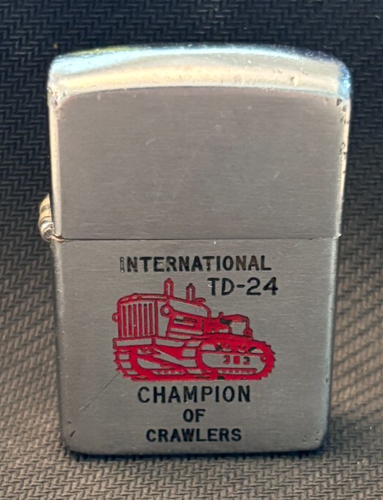 INTERNATIONAL
TD-24
CHAMPION
OF
CRAWLERS